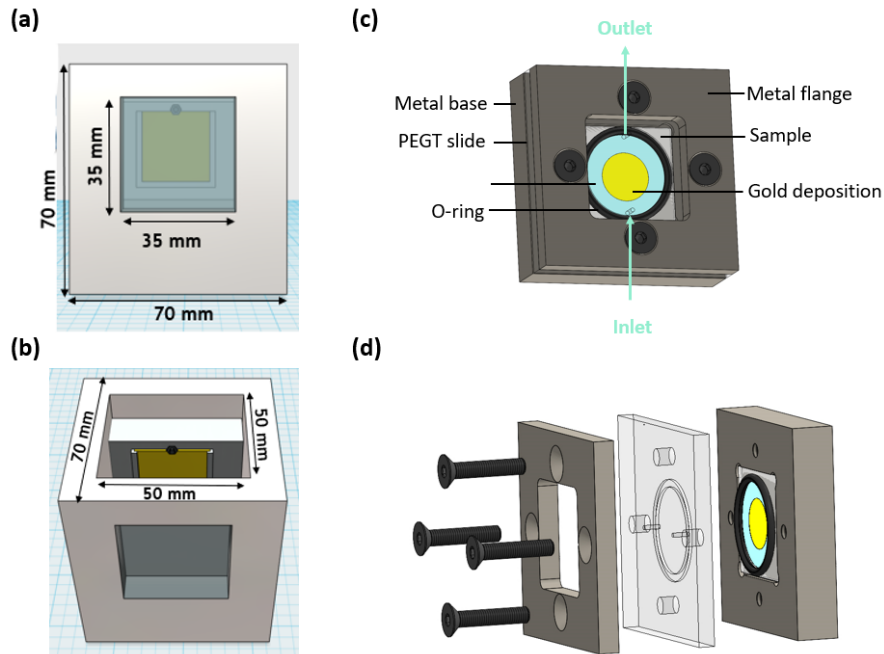 (a)
70 mm
35 mm
35 mm
70 mm
(b)
70 mm
50 mm
50 mm
(c)
Outlet
Metal base
Metal flange
PEGT slide
Sample
Gold deposition
O-ring
Inlet
(d)